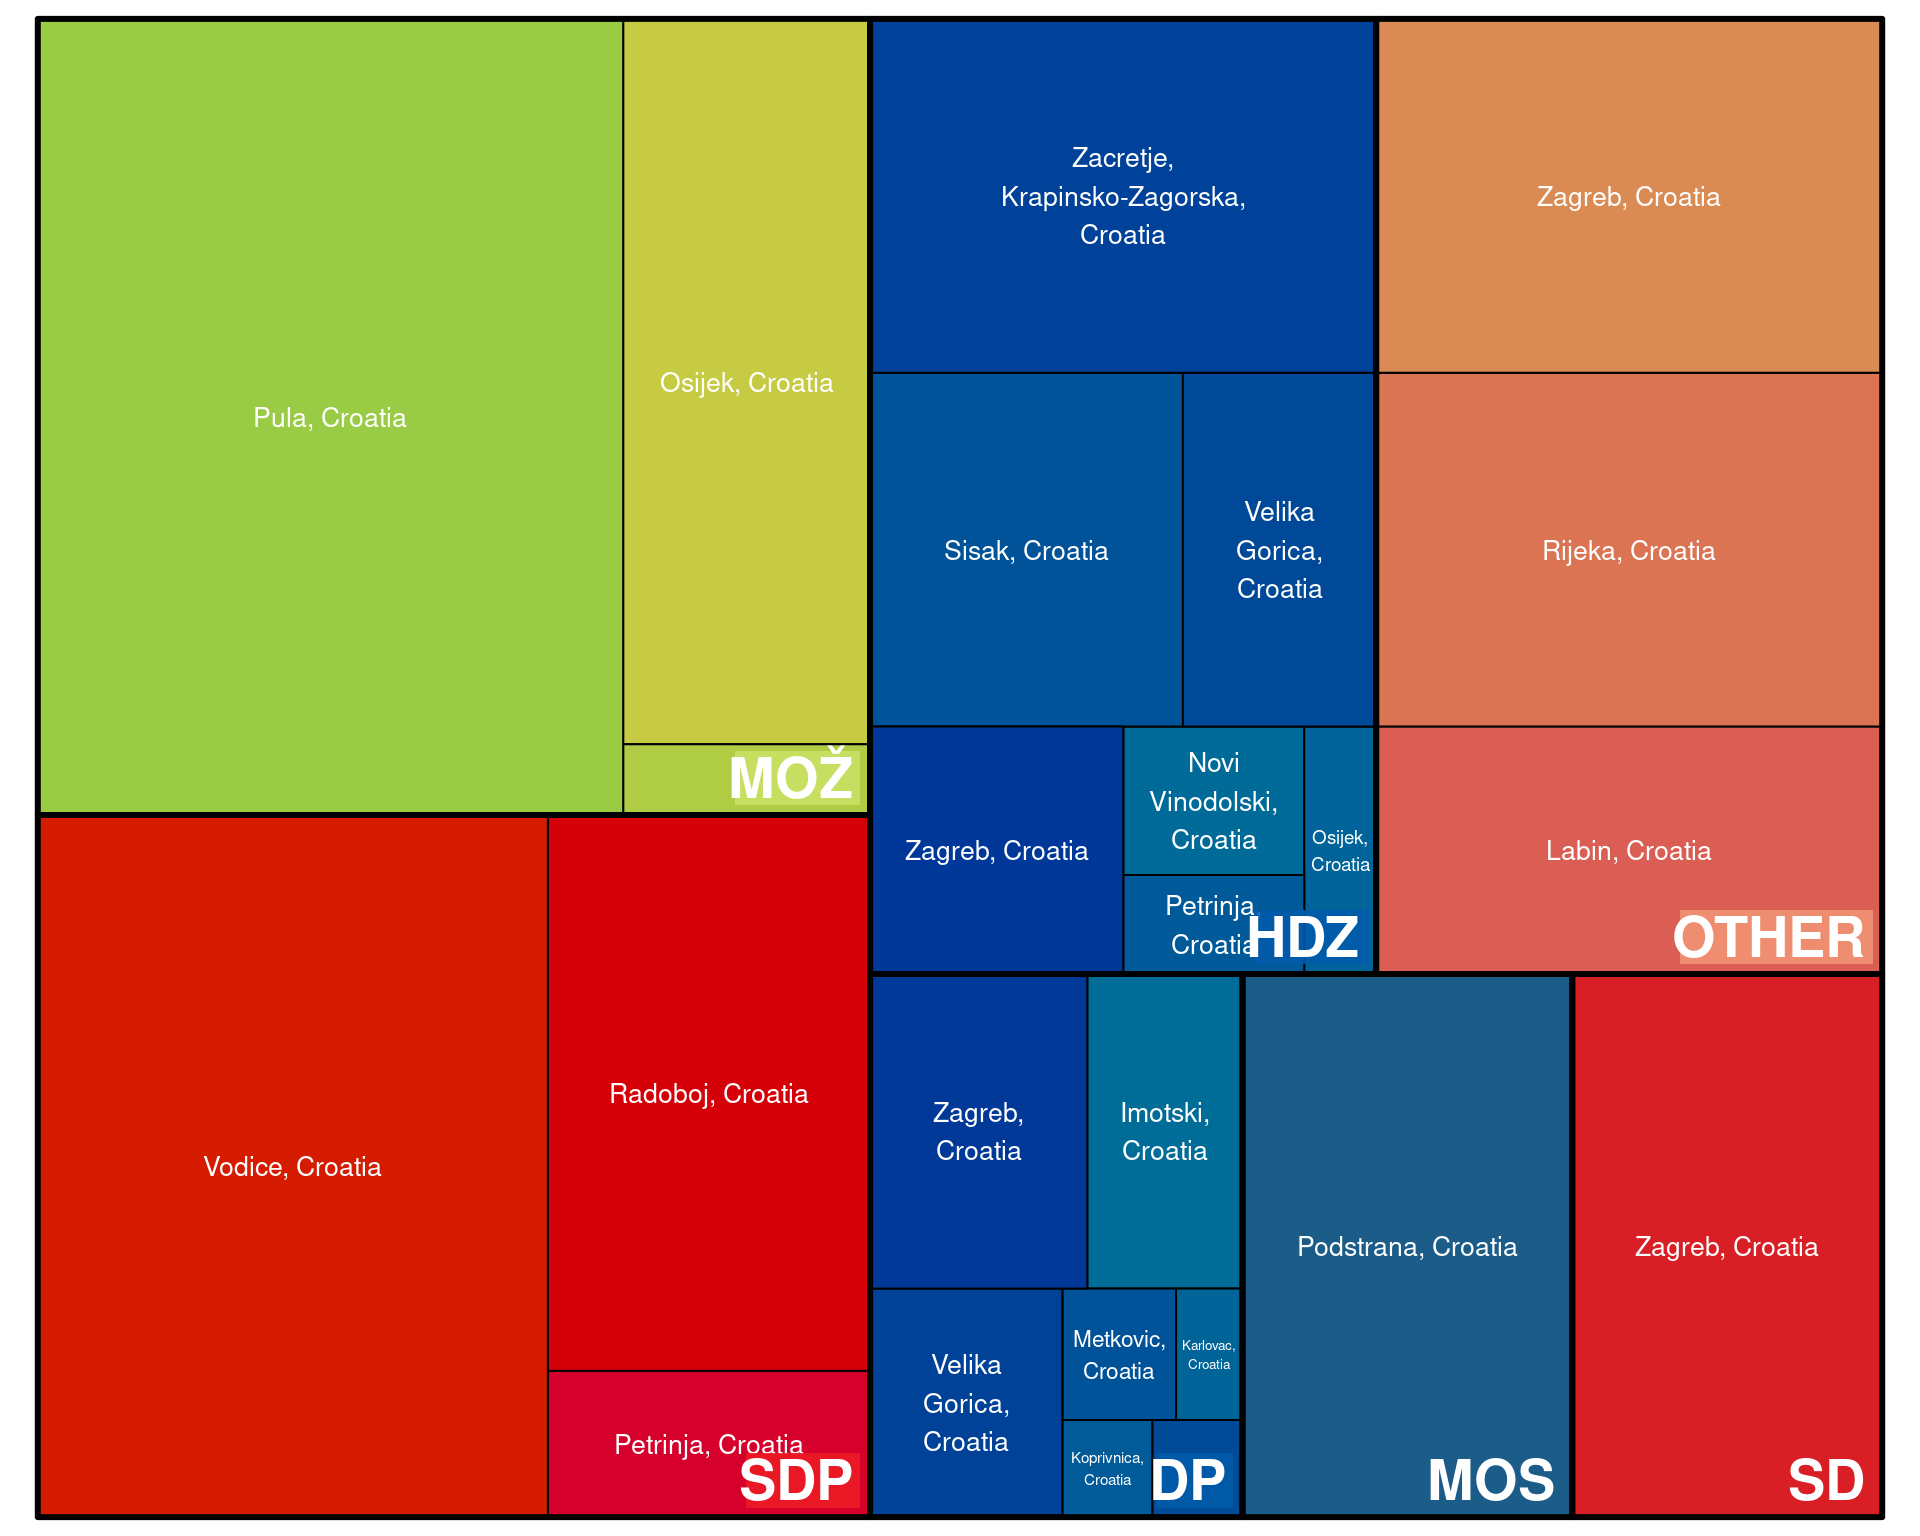 Pula, Croatia
Osijek, Croatia
MOŽ
Zacretje,
Krapinsko-Zagorska,
Croatia
Sisak, Croatia
Velika
Gorica,
Croatia
Zagreb, Croatia
Novi
Vinodolski,
Croatia
Osijek,
Croatia
Petrinja,
Croatia
HDZ
Zagreb, Croatia
Rijeka, Croatia
Labin, Croatia
OTHER
Vodice, Croatia
Radoboj, Croatia
Petrinja, Croatia
SDP
Zagreb,
Croatia
Imotski,
Croatia
Velika
Gorica,
Croatia
Metkovic,
Croatia
Karlovac,
Croatia
Koprivnica,
Croatia
DP
Podstrana, Croatia
MOS
Zagreb, Croatia
SD